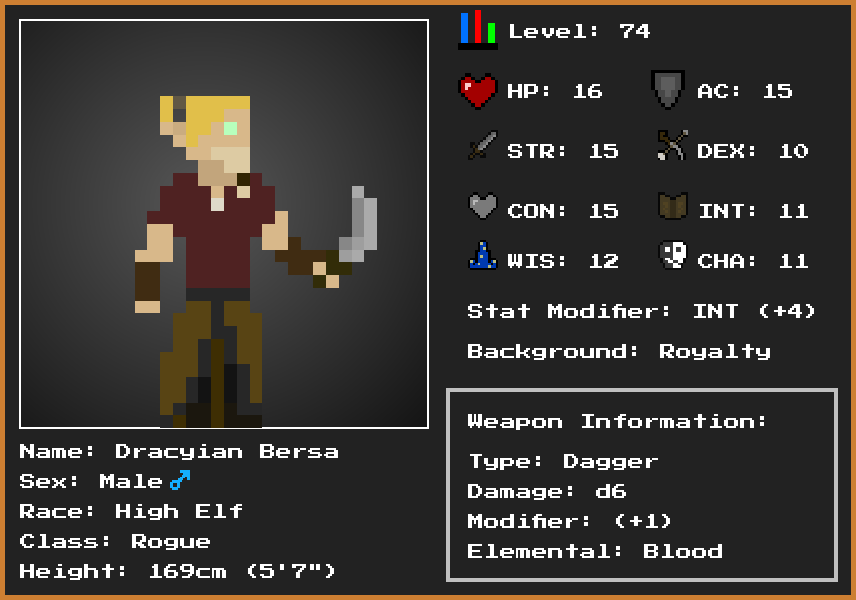 Level: 74
HP: 16 AC: 15
STR: 15 DEX: 10
CON: 15 INT: 11
WIS: 12 CHA: 11
Stat Modifier: INT (+4)
Background: Royalty
Weapon Information:
Type: Dagger
Damage: d6
Modifier: (+1)
Elemental: Blood
Name: Dracyian Bersa
Sex: Male ♂
Race: High Elf
Class: Rogue
Height: 169cm (5'7")